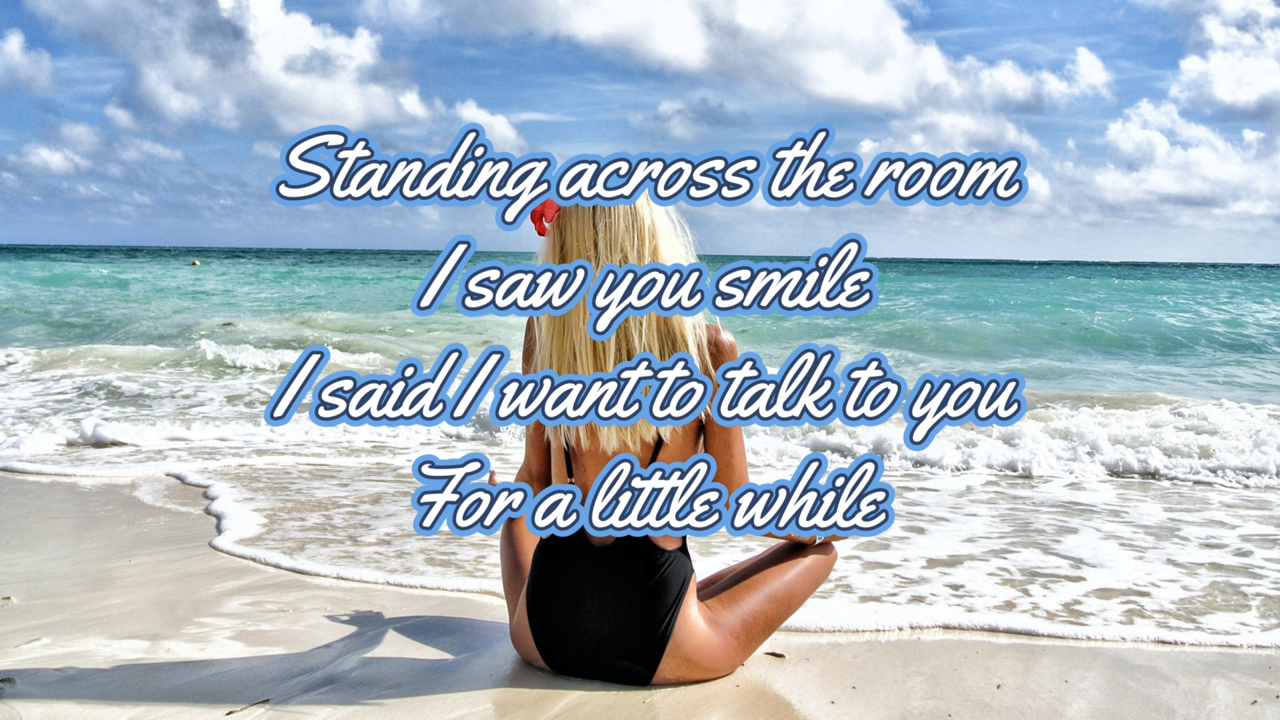 Standing across the room
I saw you smile
I said I want to talk to you
For a little while